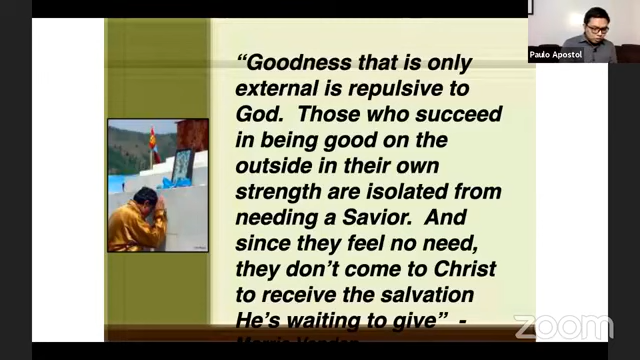 Paulo Apostol
“Goodness that is only
external is repulsive to
God.  Those who succeed
in being good on the
outside in their own
strength are isolated from
needing a Savior.  And
since they feel no need,
they don’t come to Christ
to receive the salvation
He’s waiting to give”  -
zoom